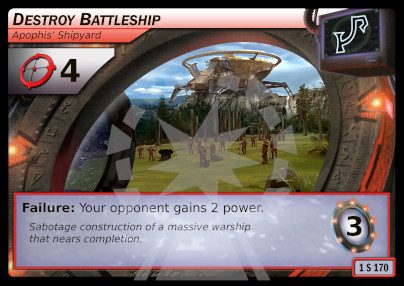 DESTROY BATTLESHIP
Apophis' Shipyard
4
Failure: Your opponent gains 2 power.
Sabotage construction of a massive warship
that nears completion.
3
1 S 170